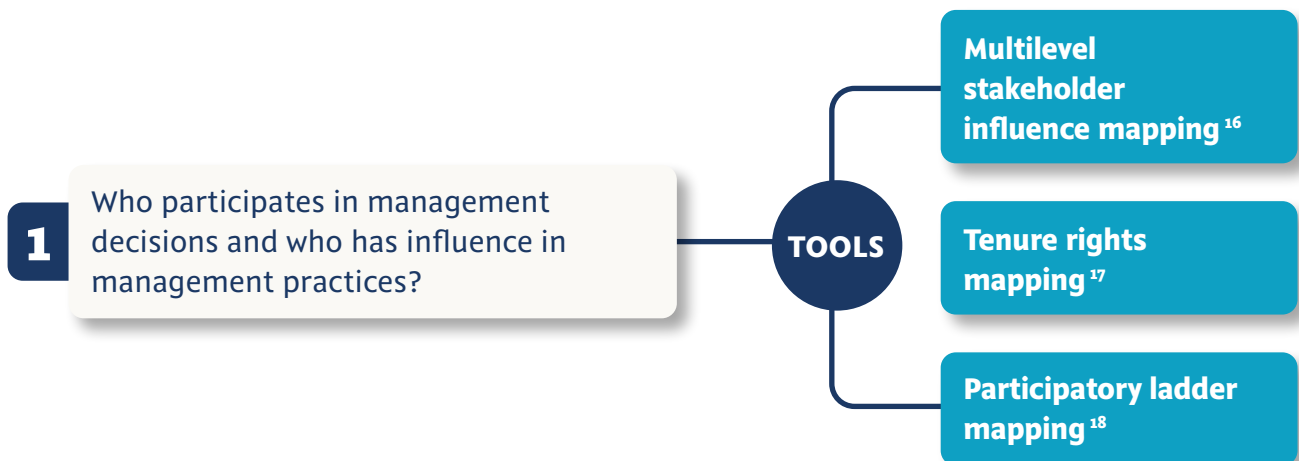 1
Who participates in management
decisions and who has influence in
management practices?
TOOLS
Multilevel
stakeholder
influence mapping 16
Tenure rights
mapping 17
Participatory ladder
mapping 18